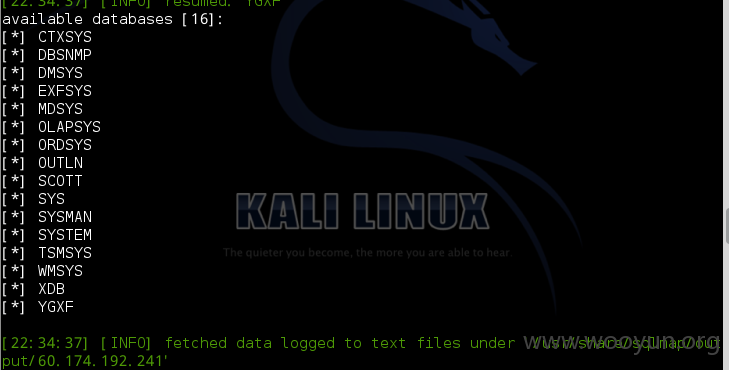 [22:34:37] [INFO] resumed: YGXF
available databases [16]:
[*] CTXSYS
[*] DBSNMP
[*] DMSYS
[*] EXFSYS
[*] MDSYS
[*] OLAPSYS
[*] ORDSYS
[*] OUTLN
[*] SCOTT
[*] SYS
[*] SYSMAN
[*] SYSTEM
[*] TSMSYS
[*] WMSYS
[*] XDB
[*] YGXF
KALI LINUX
The quieter you become, the more you are able to hear.
[22:34:37] [INFO] fetched data logged to text files under '/usr/share/sqlmap/out
put/60.174.192.241'
www.wooyun.org